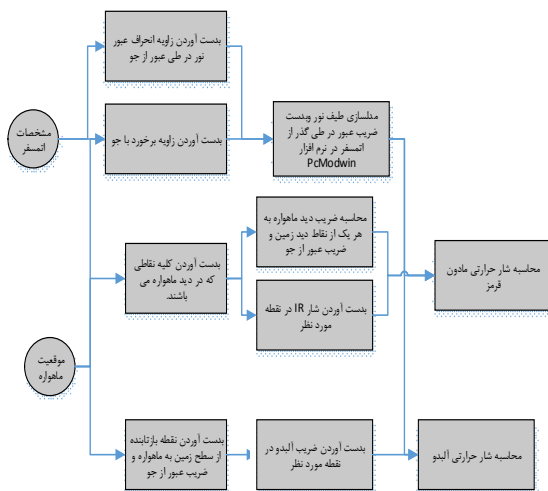 بدست آوردن زاویه انحراف عبور
نور در طی عبور از جو
مشخصات
اتمسفر
بدست آوردن زاویه برخورد با جو
مدلسازی طیف نور وبدست
ضریب عبور در طی گذر از
اتمسفر در نرم افزار
PcModwin
محاسبه ضریب دید ماهواره به
هر یک از نقاط دید زمین و
ضریب عبور از جو
بدست آوردن کلیه نقاطی
که در دید ماهواره می
باشند.
محاسبه شار حرارتی مادون
قرمز
بدست آوردن شار IR در نقطه
مورد نظر
موقعیت
ماهواره
بدست آوردن نقطه بازتابنده
از سطح زمین به ماهواره و
ضریب عبور از جو
بدست آوردن ضریب آلبدو در
نقطه مورد نظر
محاسبه شار حرارتی آلبدو